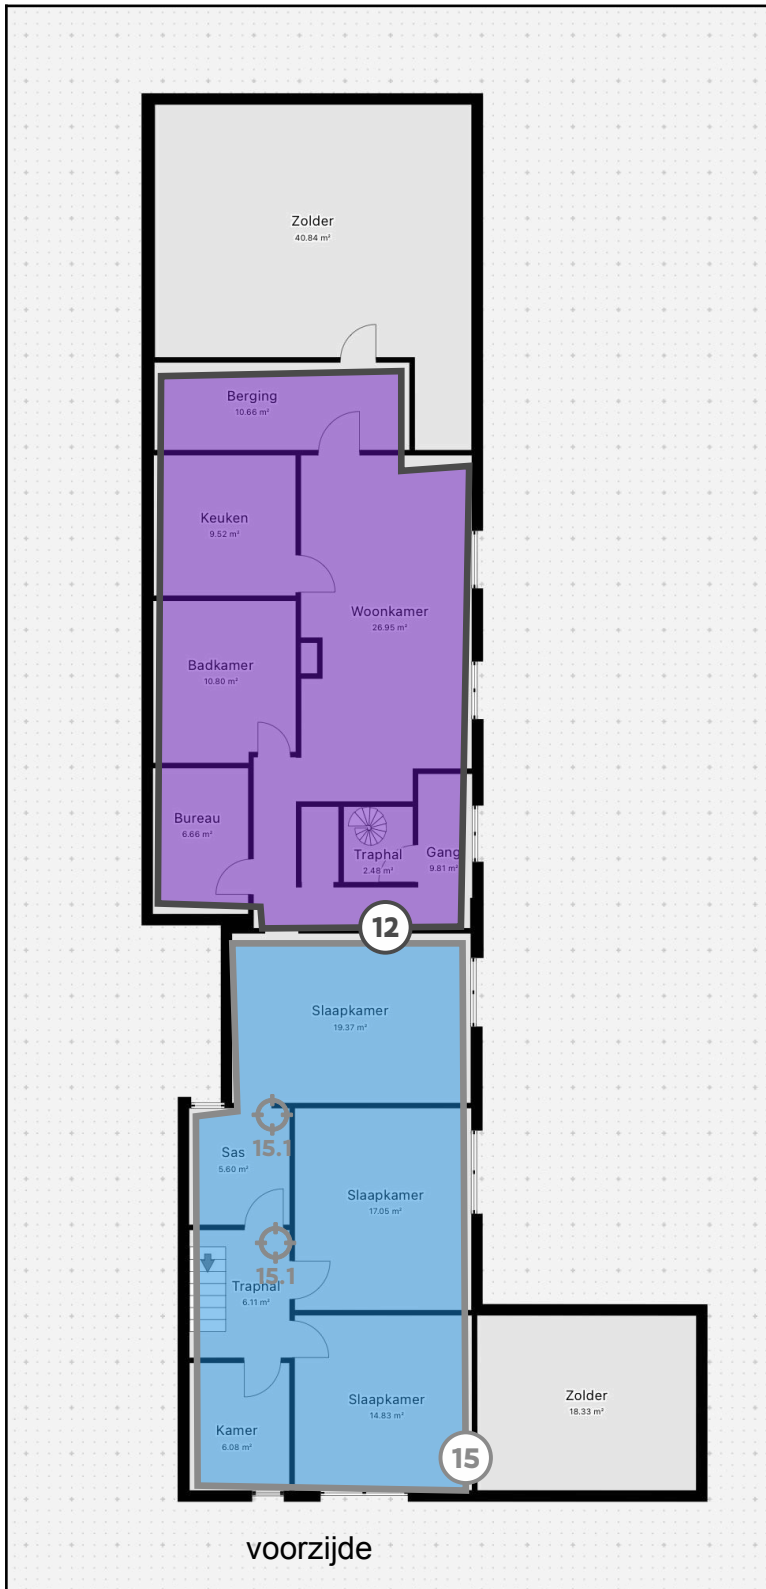 Zolder
40.84 m²
Berging
10.66 m²
Keuken
9.52 m²
Woonkamer
26.95 m²
Badkamer
10.80 m²
Bureau
6.66 m²
Traphal
2.48 m²
Gang
9.81 m²
12
Slaapkamer
19.37 m²
15.1
Sas
5.60 m²
Slaapkamer
17.05 m²
15.1
Traphal
6.11 m²
Slaapkamer
14.83 m²
Zolder
18.33 m²
Kamer
6.08 m²
15
voorzijde